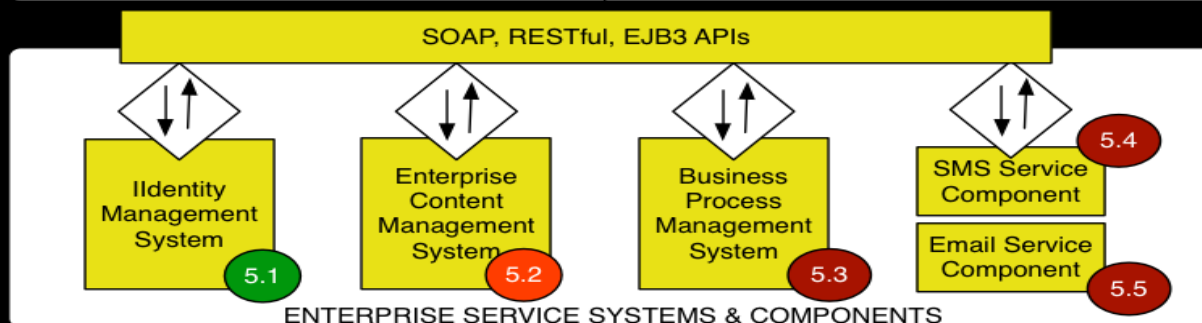 SOAP, RESTful, EJB3 APIs
IIdentity
Management
System
5.1
Enterprise
Content
Management
System
5.2
Business
Process
Management
System
5.3
SMS Service
Component
5.4
Email Service
Component
5.5
ENTERPRISE SERVICE SYSTEMS & COMPONENTS